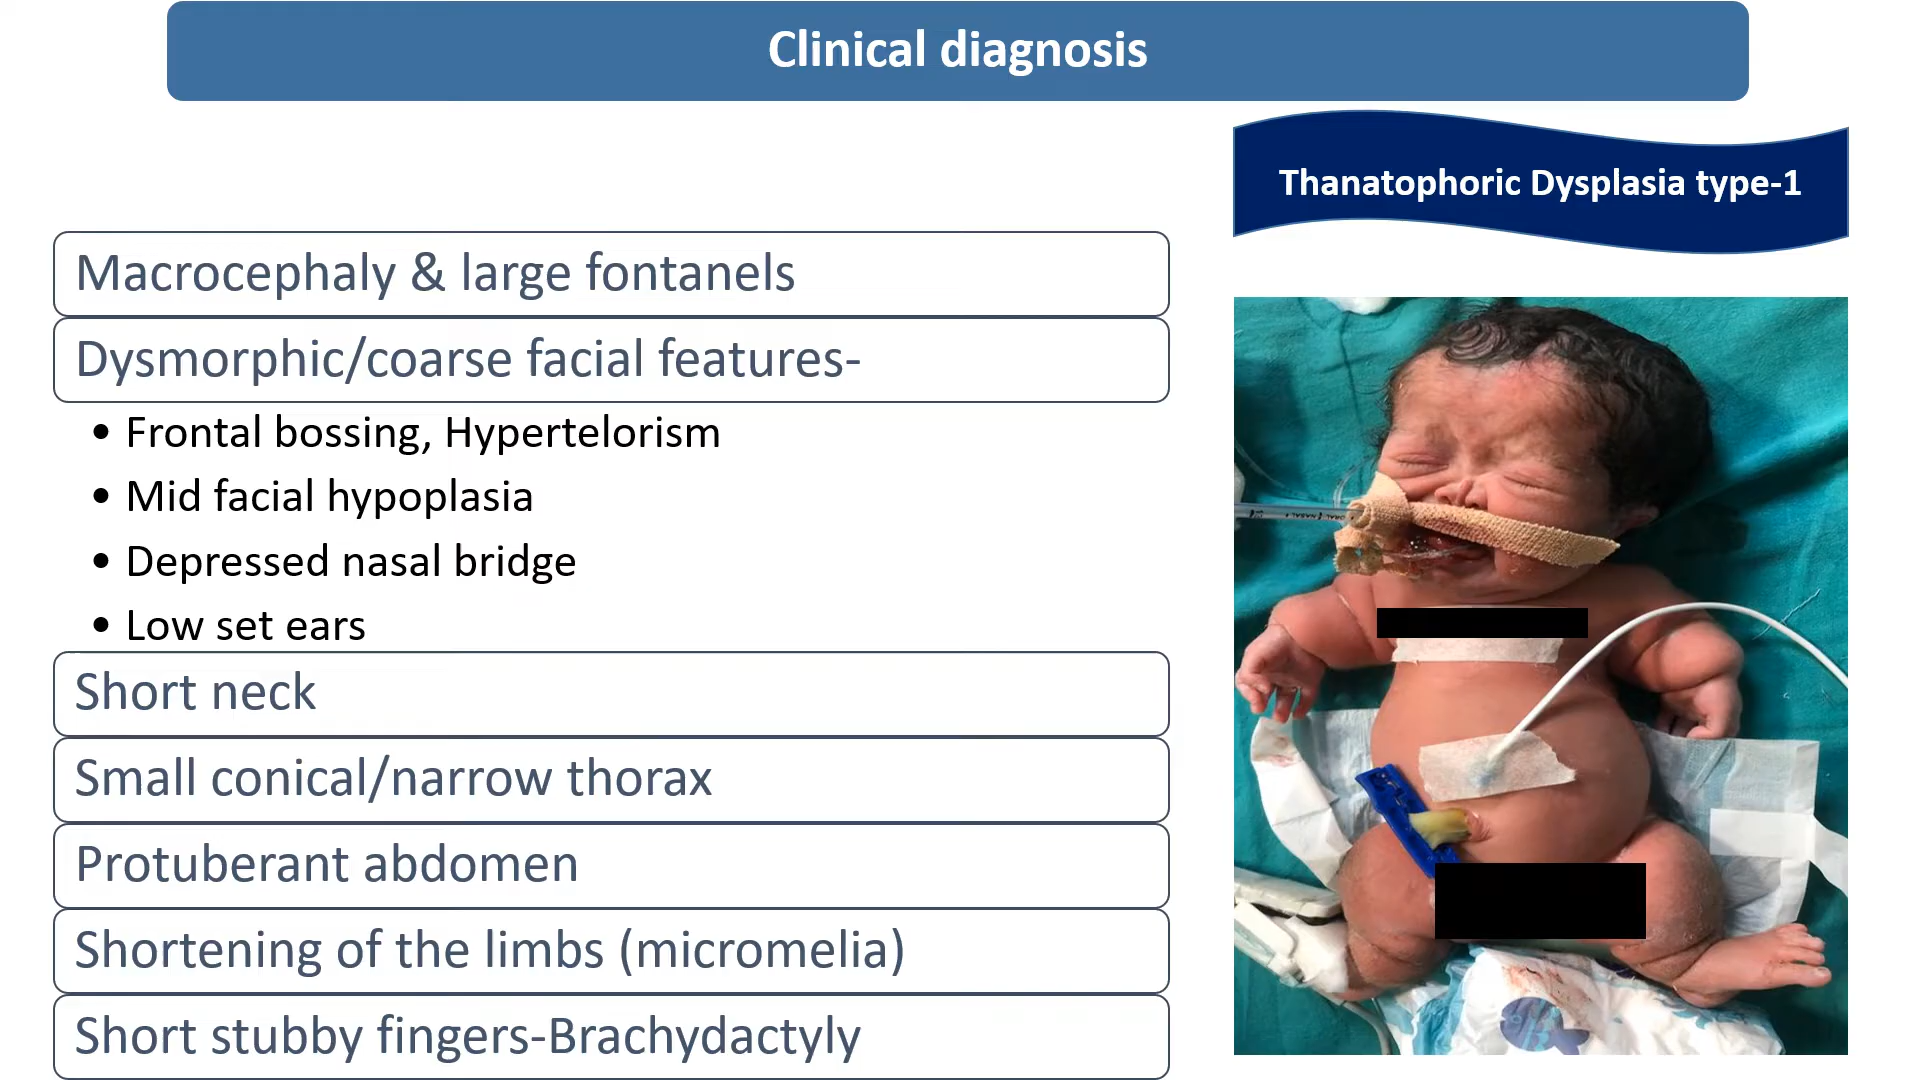 Clinical diagnosis
Thanatophoric Dysplasia type-1
Macrocephaly & large fontanels
Dysmorphic/coarse facial features-
• Frontal bossing, Hypertelorism
• Mid facial hypoplasia
• Depressed nasal bridge
• Low set ears
Short neck
Small conical/narrow thorax
Protuberant abdomen
Shortening of the limbs (micromelia)
Short stubby fingers-Brachydactyly